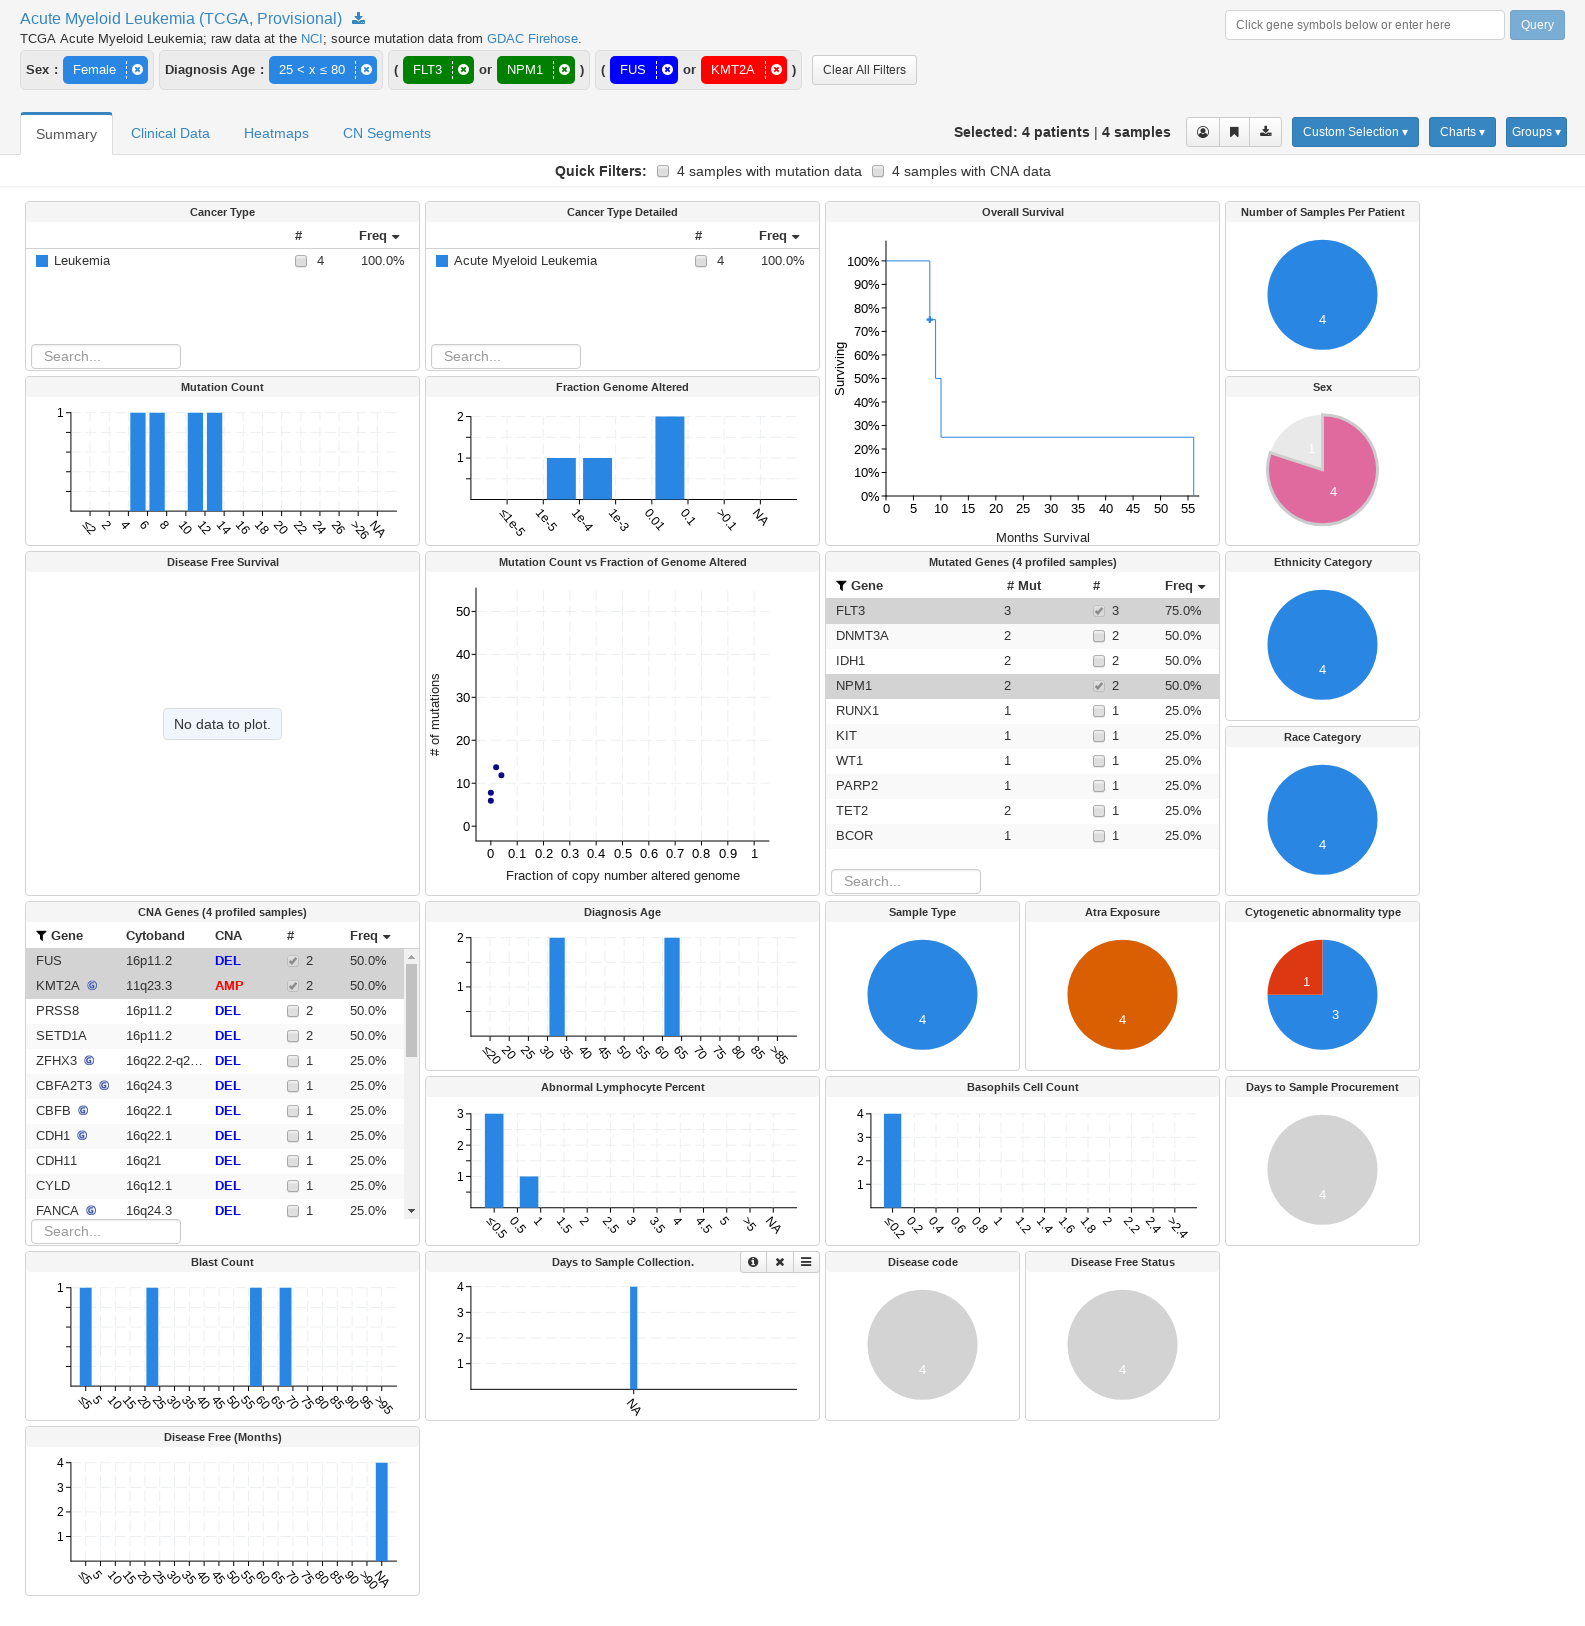 Acute Myeloid Leukemia (TCGA, Provisional)
TCGA Acute Myeloid Leukemia; raw data at the NCI; source mutation data from GDAC Firehose.
Click gene symbols below or enter here
Query
Sex : Female Diagnosis Age : 25 < x ≤ 80 ( FLT3 or NPM1 ) ( FUS or KMT2A ) Clear All Filters
Summary Clinical Data Heatmaps CN Segments
Selected: 4 patients | 4 samples
Custom Selection ▾ Charts ▾ Groups ▾
Quick Filters: 4 samples with mutation data 4 samples with CNA data
Cancer Type
# Freq
Leukemia 4 100.0%
Search...
Cancer Type Detailed
# Freq
Acute Myeloid Leukemia 4 100.0%
Search...
Overall Survival
100%
90%
80%
70%
60%
50%
40%
30%
20%
10%
0%
Surviving
0 5 10 15 20 25 30 35 40 45 50 55
Months Survival
Number of Samples Per Patient
4
Mutation Count
1
≤2 2 4 6 8 10 12 14 16 18 20 22 24 26 >26 NA
Fraction Genome Altered
2
1
≤1e-5 1e-5 1e-4 1e-3 0.01 0.1 >0.1 NA
Sex
1
4
Disease Free Survival
No data to plot.
Mutation Count vs Fraction of Genome Altered
50
40
30
20
10
0
# of mutations
0 0.1 0.2 0.3 0.4 0.5 0.6 0.7 0.8 0.9 1
Fraction of copy number altered genome
Mutated Genes (4 profiled samples)
Gene # Mut # Freq
FLT3 3 3 75.0%
DNMT3A 2 2 50.0%
IDH1 2 2 50.0%
NPM1 2 2 50.0%
RUNX1 1 1 25.0%
KIT 1 1 25.0%
WT1 1 1 25.0%
PARP2 1 1 25.0%
TET2 2 1 25.0%
BCOR 1 1 25.0%
Search...
Ethnicity Category
4
Race Category
4
CNA Genes (4 profiled samples)
Gene Cytoband CNA # Freq
FUS 16p11.2 DEL 2 50.0%
KMT2A G 11q23.3 AMP 2 50.0%
PRSS8 16p11.2 DEL 2 50.0%
SETD1A 16p11.2 DEL 2 50.0%
ZFHX3 G 16q22.2-q2... DEL 1 25.0%
CBFA2T3 G 16q24.3 DEL 1 25.0%
CBFB G 16q22.1 DEL 1 25.0%
CDH1 G 16q22.1 DEL 1 25.0%
CDH11 16q21 DEL 1 25.0%
CYLD 16q12.1 DEL 1 25.0%
FANCA G 16q24.3 DEL 1 25.0%
Search...
Diagnosis Age
2
1
≤20 20 25 30 35 40 45 50 55 60 65 70 75 80 85 >85
Sample Type
4
Atra Exposure
4
Cytogenetic abnormality type
1
3
Abnormal Lymphocyte Percent
3
2
1
≤0.5 0.5 1 1.5 2 2.5 3 3.5 4 4.5 5 >5 NA
Basophils Cell Count
4
3
2
1
≤0.2 0.2 0.4 0.6 0.8 1 1.2 1.4 1.6 1.8 2 2.2 2.4 >2.4
Days to Sample Procurement
4
Blast Count
1
≤5 5 10 15 20 25 30 35 40 45 50 55 60 65 70 75 80 85 90 95 >95
Days to Sample Collection.
4
3
2
1
NA
Disease code
4
Disease Free Status
4
Disease Free (Months)
4
3
2
1
≤5 5 10 15 20 25 30 35 40 45 50 55 60 65 70 75 80 85 90 >90 NA